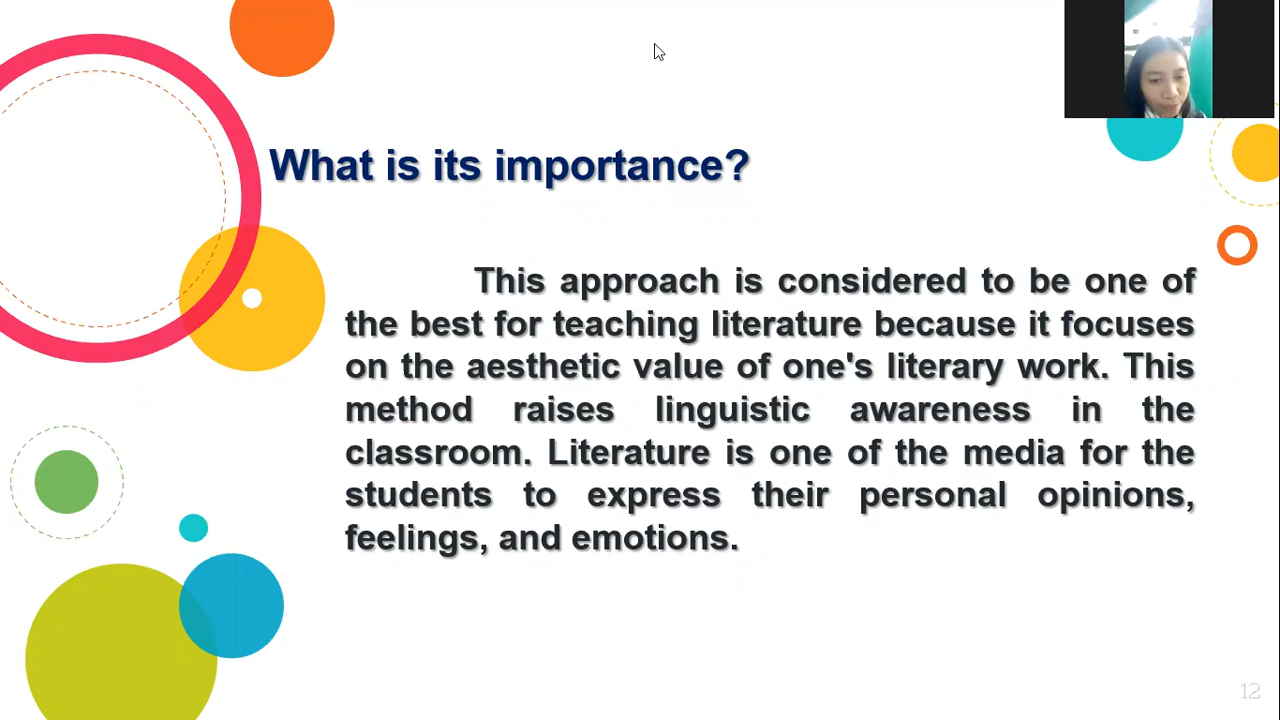 What is its importance?
This approach is considered to be one of
the best for teaching literature because it focuses
on the aesthetic value of one's literary work. This
method raises linguistic awareness in the
classroom. Literature is one of the media for the
students to express their personal opinions,
feelings, and emotions.
12